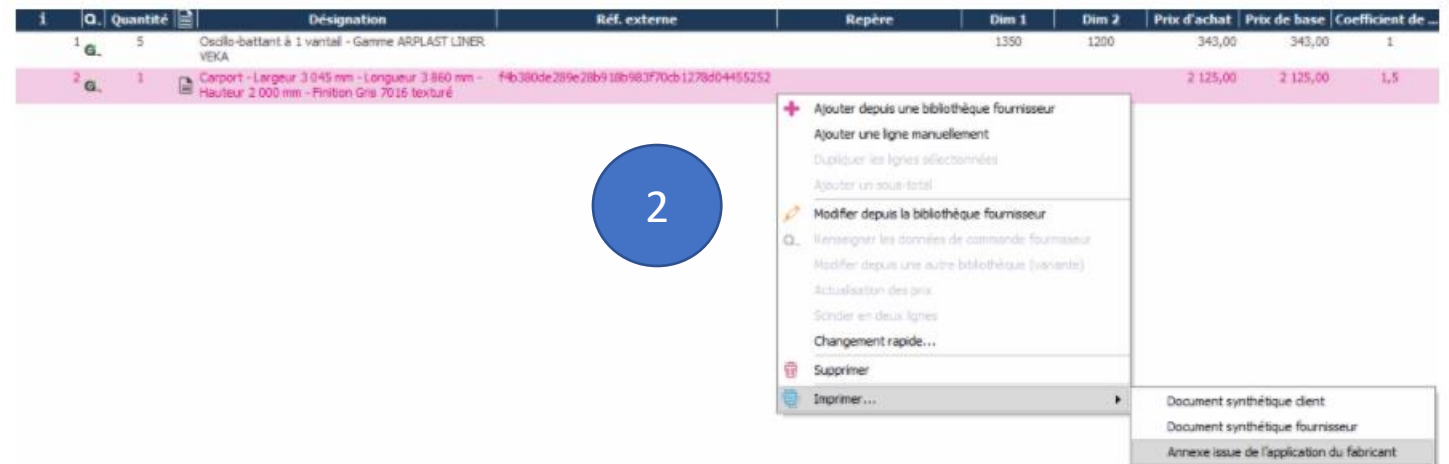 i Q.. Quantité Désignation Réf. externe Repère Dim 1 Dim 2 Prix d'achat Prix de base Coefficient de ...
1 5 Oscillo-battant à 1 vantail - Gamme ARPLAST LINER 1350 1200 343,00 343,00 1
VEKA
2 1 Carport - Largeur 3 045 mm - Longueur 3 860 mm - f4b380de289e28b918b983f70cb1278d04455252 2 125,00 2 125,00 1,5
Hauteur 2 000 mm - Finition Gris 7016 texturé
Ajouter depuis une bibliothèque fournisseur
Ajouter une ligne manuellement
Dupliquer les lignes sélectionnées
Ajouter un sous-total
2
Modifier depuis la bibliothèque fournisseur
Renseigner les données de commande fournisseur
Modifier depuis une autre bibliothèque (variante)
Actualisation des prix
Scinder en deux lignes
Changement rapide...
Supprimer
Imprimer...
Document synthétique client
Document synthétique fournisseur
Annexe issue de l'application du fabricant